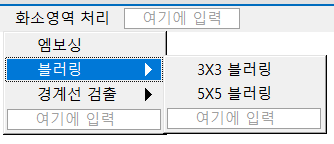 화소영역 처리 여기에 입력
엠보싱
블러링
경계선 검출
여기에 입력
3X3 블러링
5X5 블러링
여기에 입력